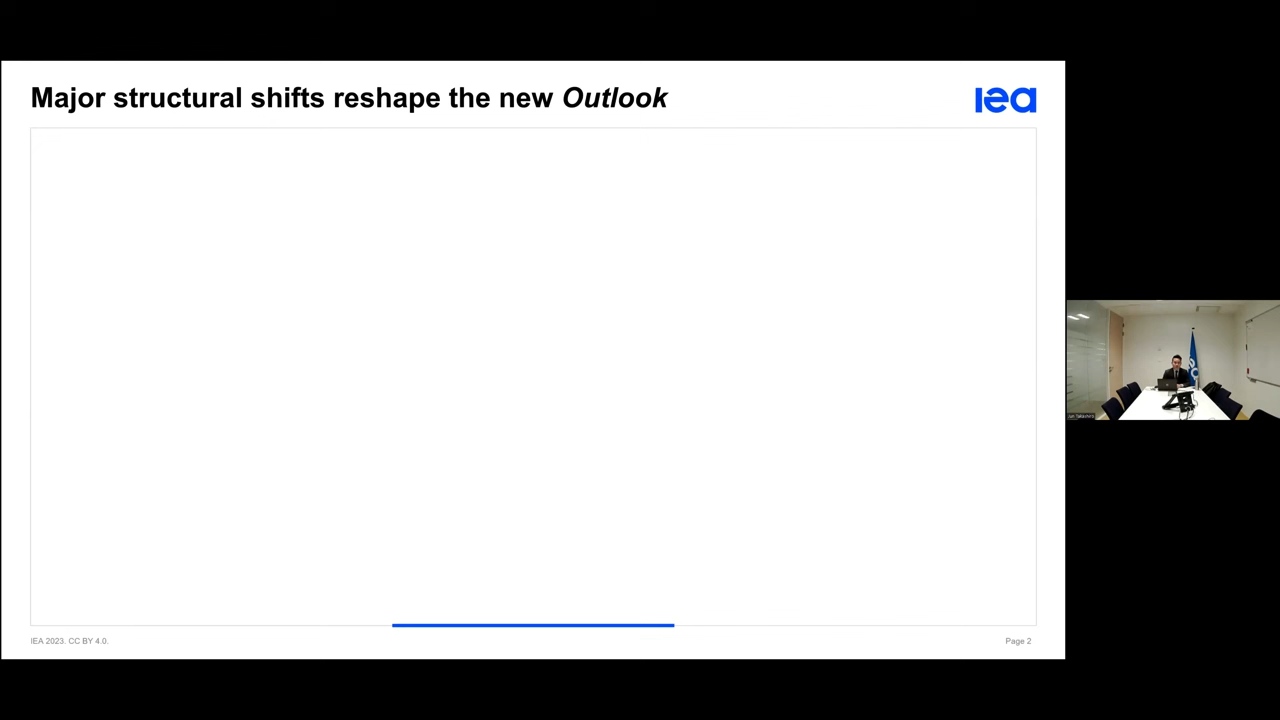 Major structural shifts reshape the new Outlook
iea
IEA 2023. CC BY 4.0.
Page 2